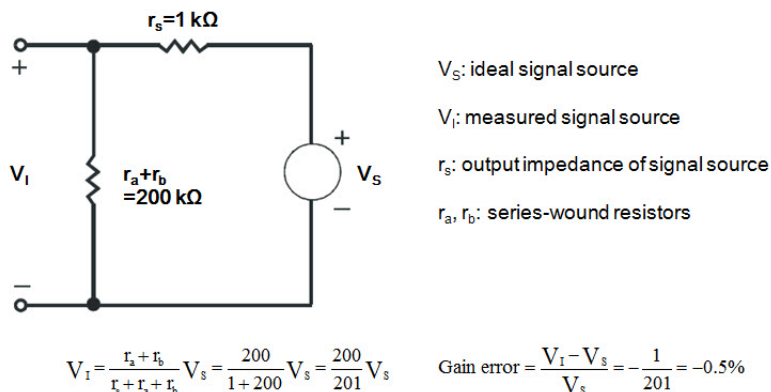 rs=1 kΩ
+
VI
ra+rb
=200 kΩ
−
+
VS
−
VS: ideal signal source
VI: measured signal source
rs: output impedance of signal source
ra, rb: series-wound resistors
VI = (ra + rb)/(rs + ra + rb) VS = 200/(1 + 200) VS = 200/201 VS
Gain error = (VI − VS)/VS = −1/201 = −0.5%